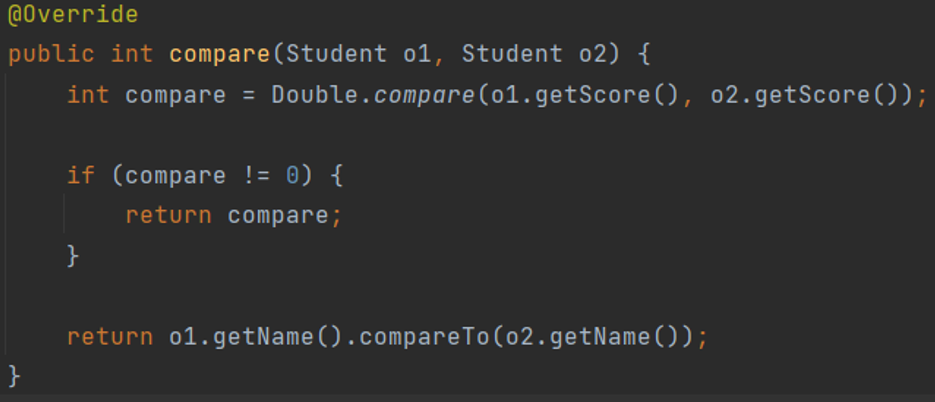 @Override
public int compare(Student o1, Student o2) {
    int compare = Double.compare(o1.getScore(), o2.getScore());
    if (compare != 0) {
        return compare;
    }
    return o1.getName().compareTo(o2.getName());
}